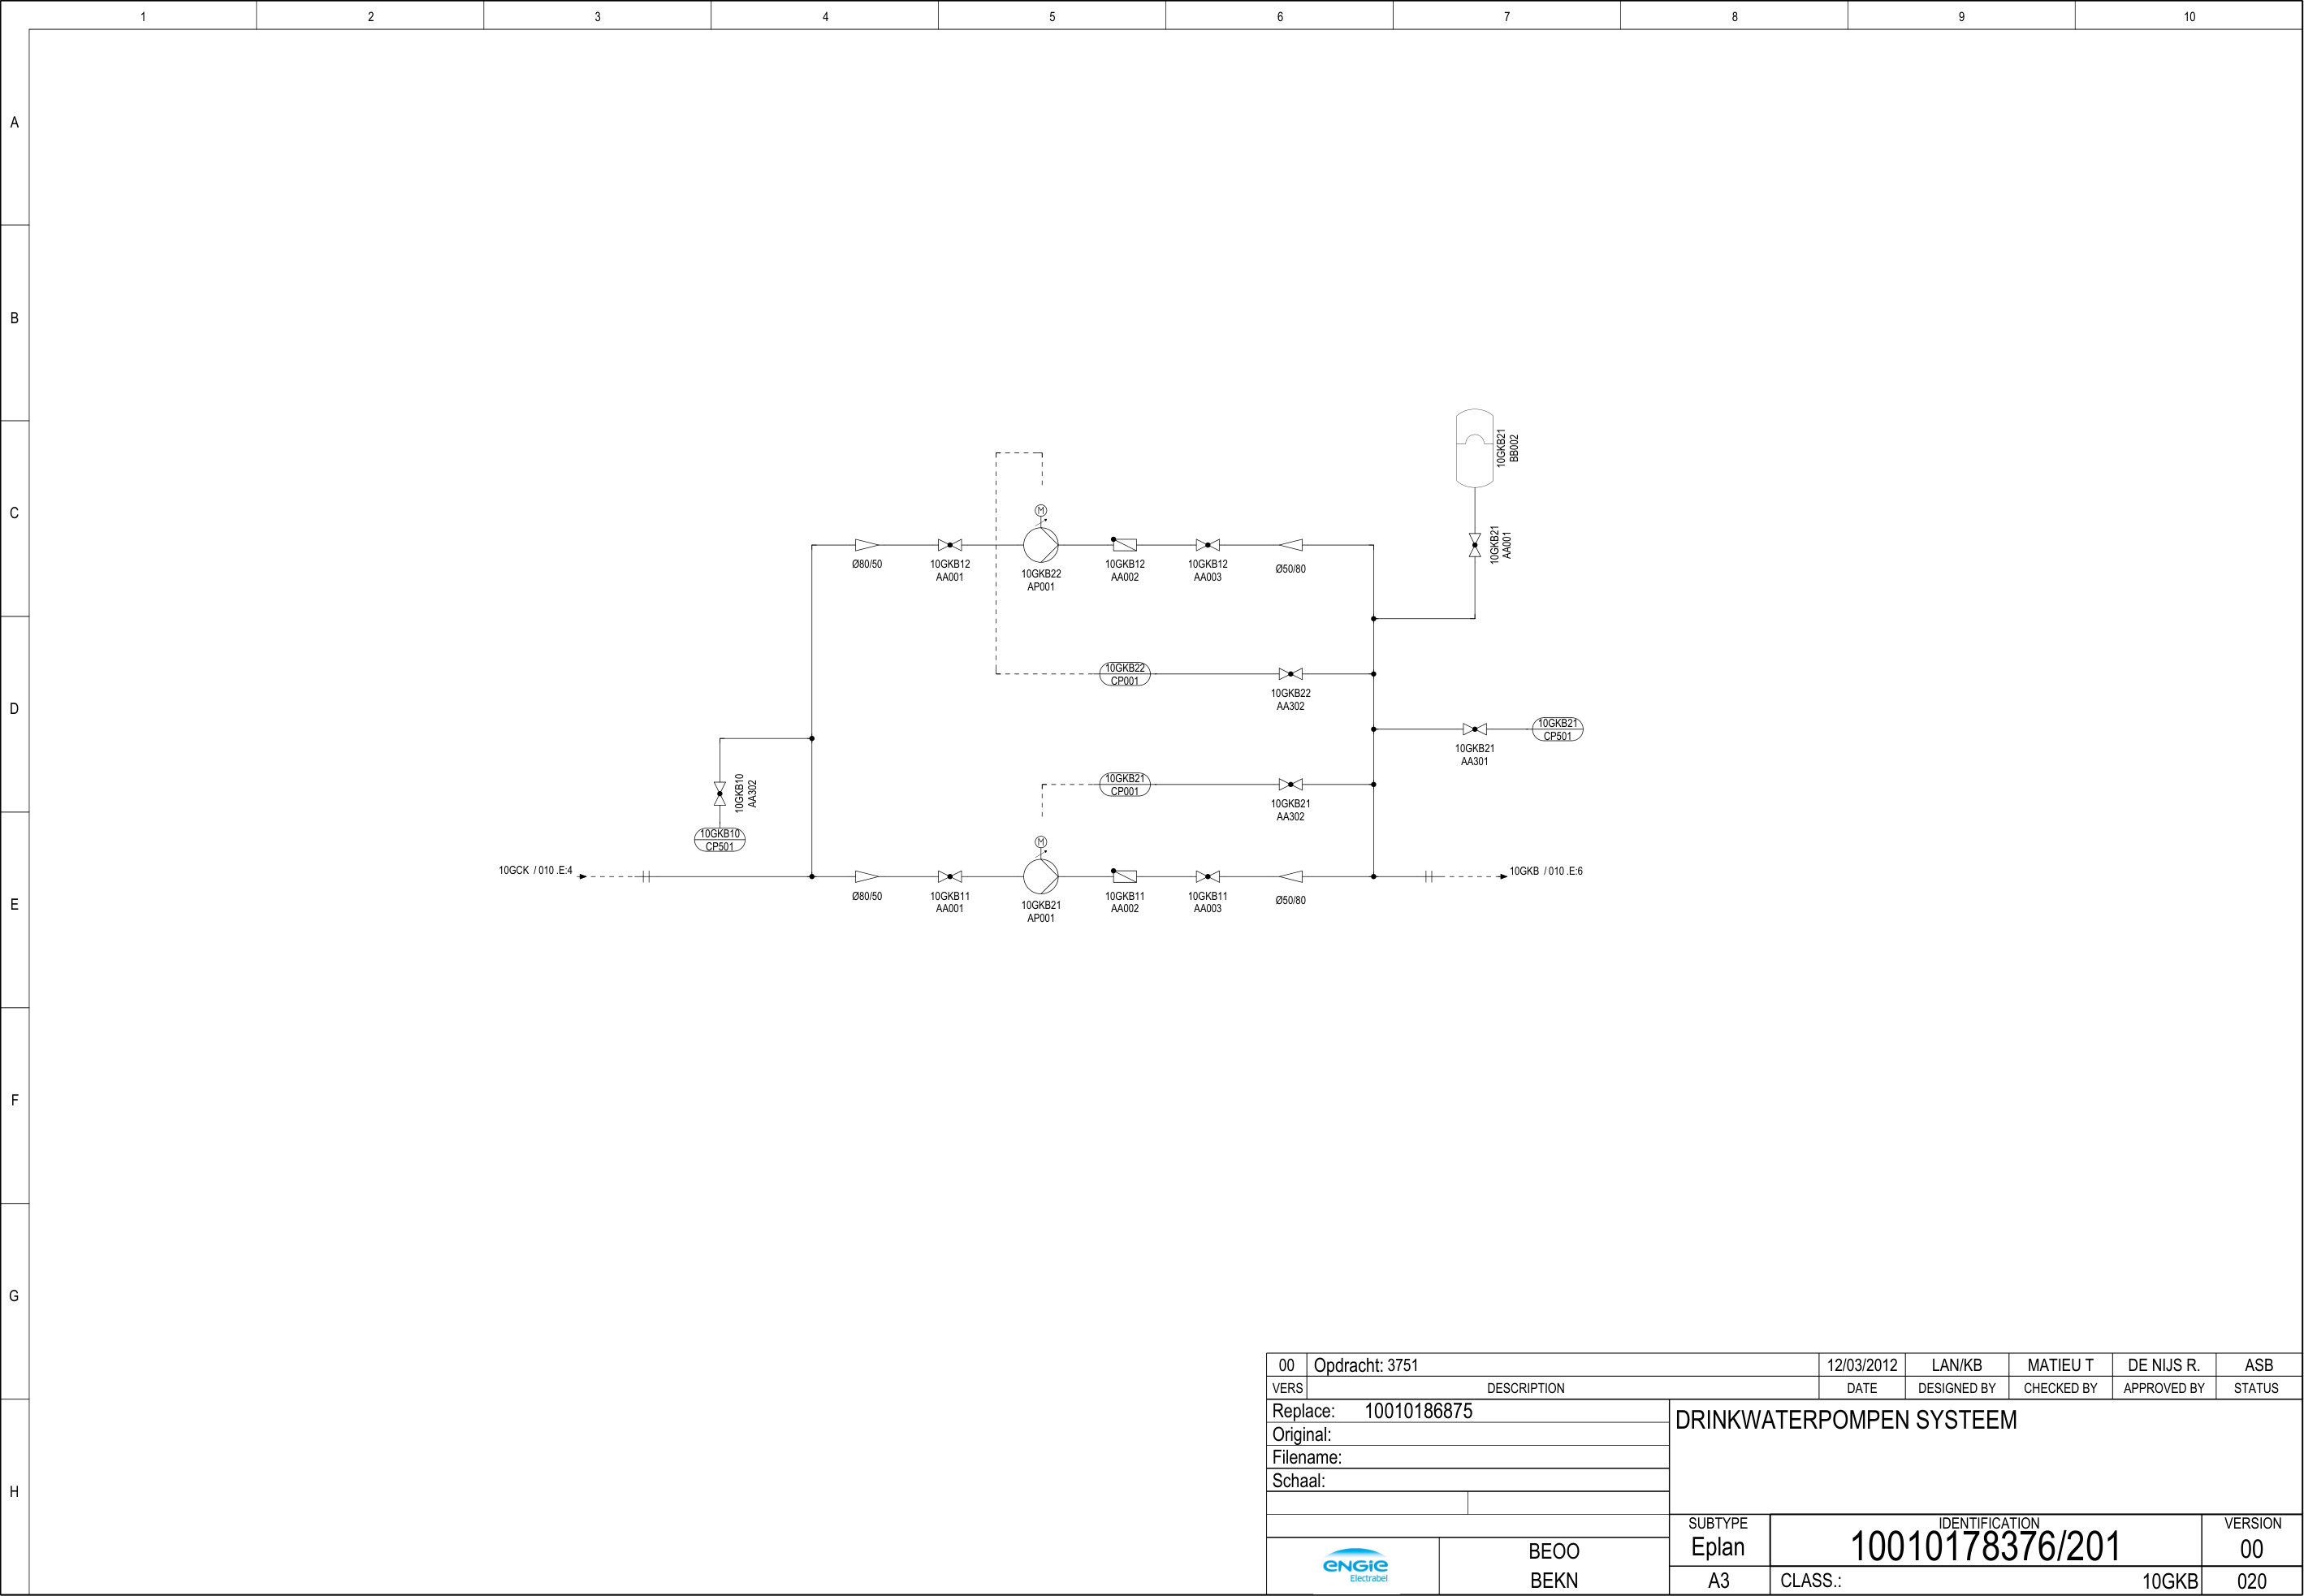 1 2 3 4 5 6 7 8 9 10
A
B
C
D
E
F
G
H
10GKB21
BB002
10GKB21
AA001
M
Ø80/50
10GKB12
AA001
10GKB22
AP001
10GKB12
AA002
10GKB12
AA003
Ø50/80
10GKB22
CP001
10GKB22
AA302
10GKB21
CP501
10GKB21
AA301
10GKB10
AA302
10GKB21
CP001
10GKB21
AA302
10GKB10
CP501
M
10GCK / 010 .E:4
10GKB / 010 .E:6
Ø80/50
10GKB11
AA001
10GKB21
AP001
10GKB11
AA002
10GKB11
AA003
Ø50/80
00 Opdracht: 3751 12/03/2012 LAN/KB MATIEU T DE NIJS R. ASB
VERS DESCRIPTION DATE DESIGNED BY CHECKED BY APPROVED BY STATUS
Replace: 10010186875
Original:
Filename:
Schaal:
DRINKWATERPOMPEN SYSTEEM
ENGIE
Electrabel
BEOO
BEKN
SUBTYPE
Eplan
A3
IDENTIFICATION
10010178376/201
CLASS.: 10GKB
VERSION
00
020